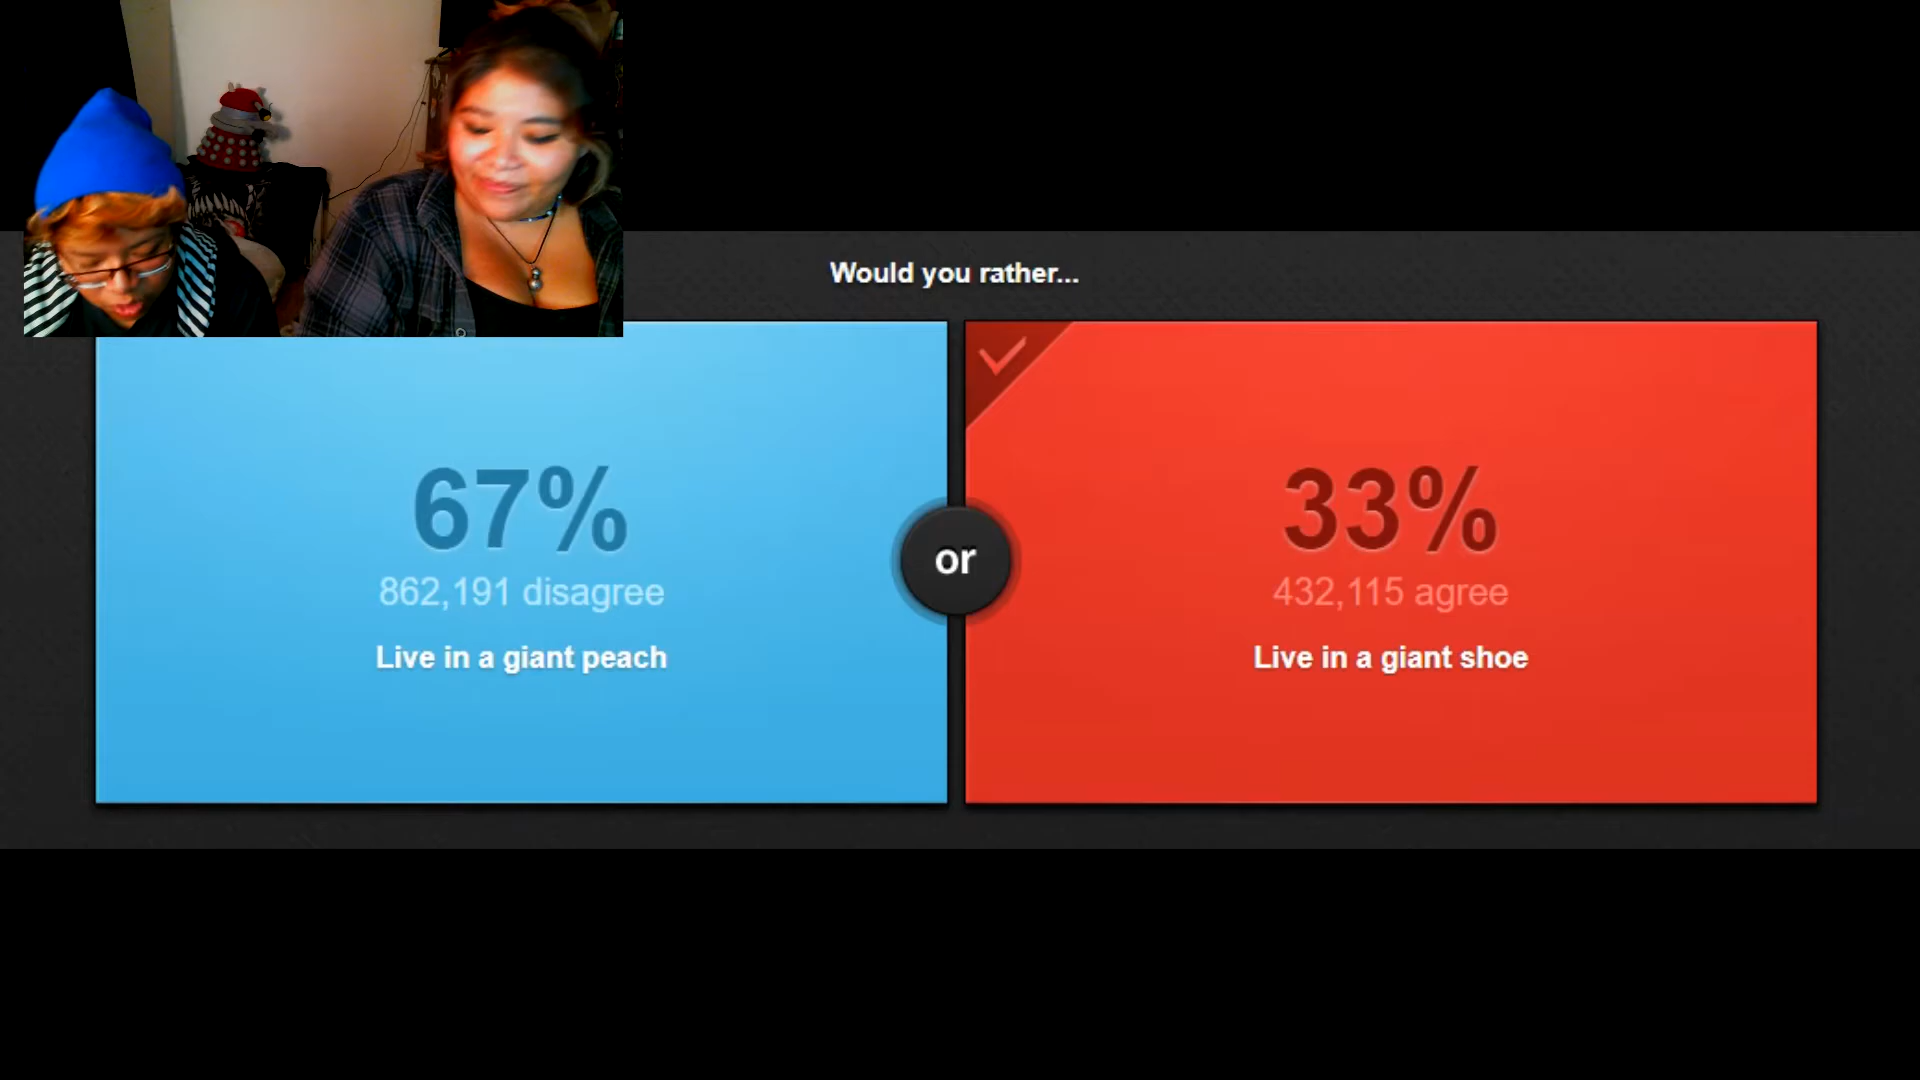 Would you rather...
67%
862,191 disagree
Live in a giant peach
or
33%
432,115 agree
Live in a giant shoe